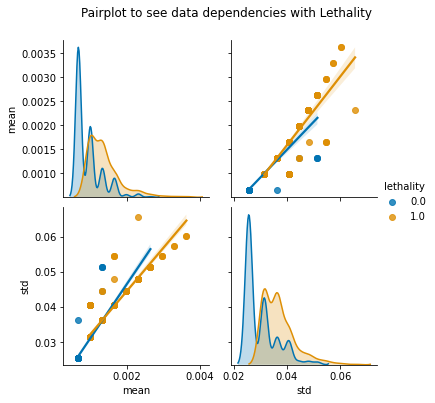 Pairplot to see data dependencies with Lethality
0.0035
0.0030
0.0025
0.0020
0.0015
0.0010
mean
lethality
0.0
1.0
0.06
0.05
0.04
0.03
std
0.002 0.004
0.02 0.04 0.06
mean std